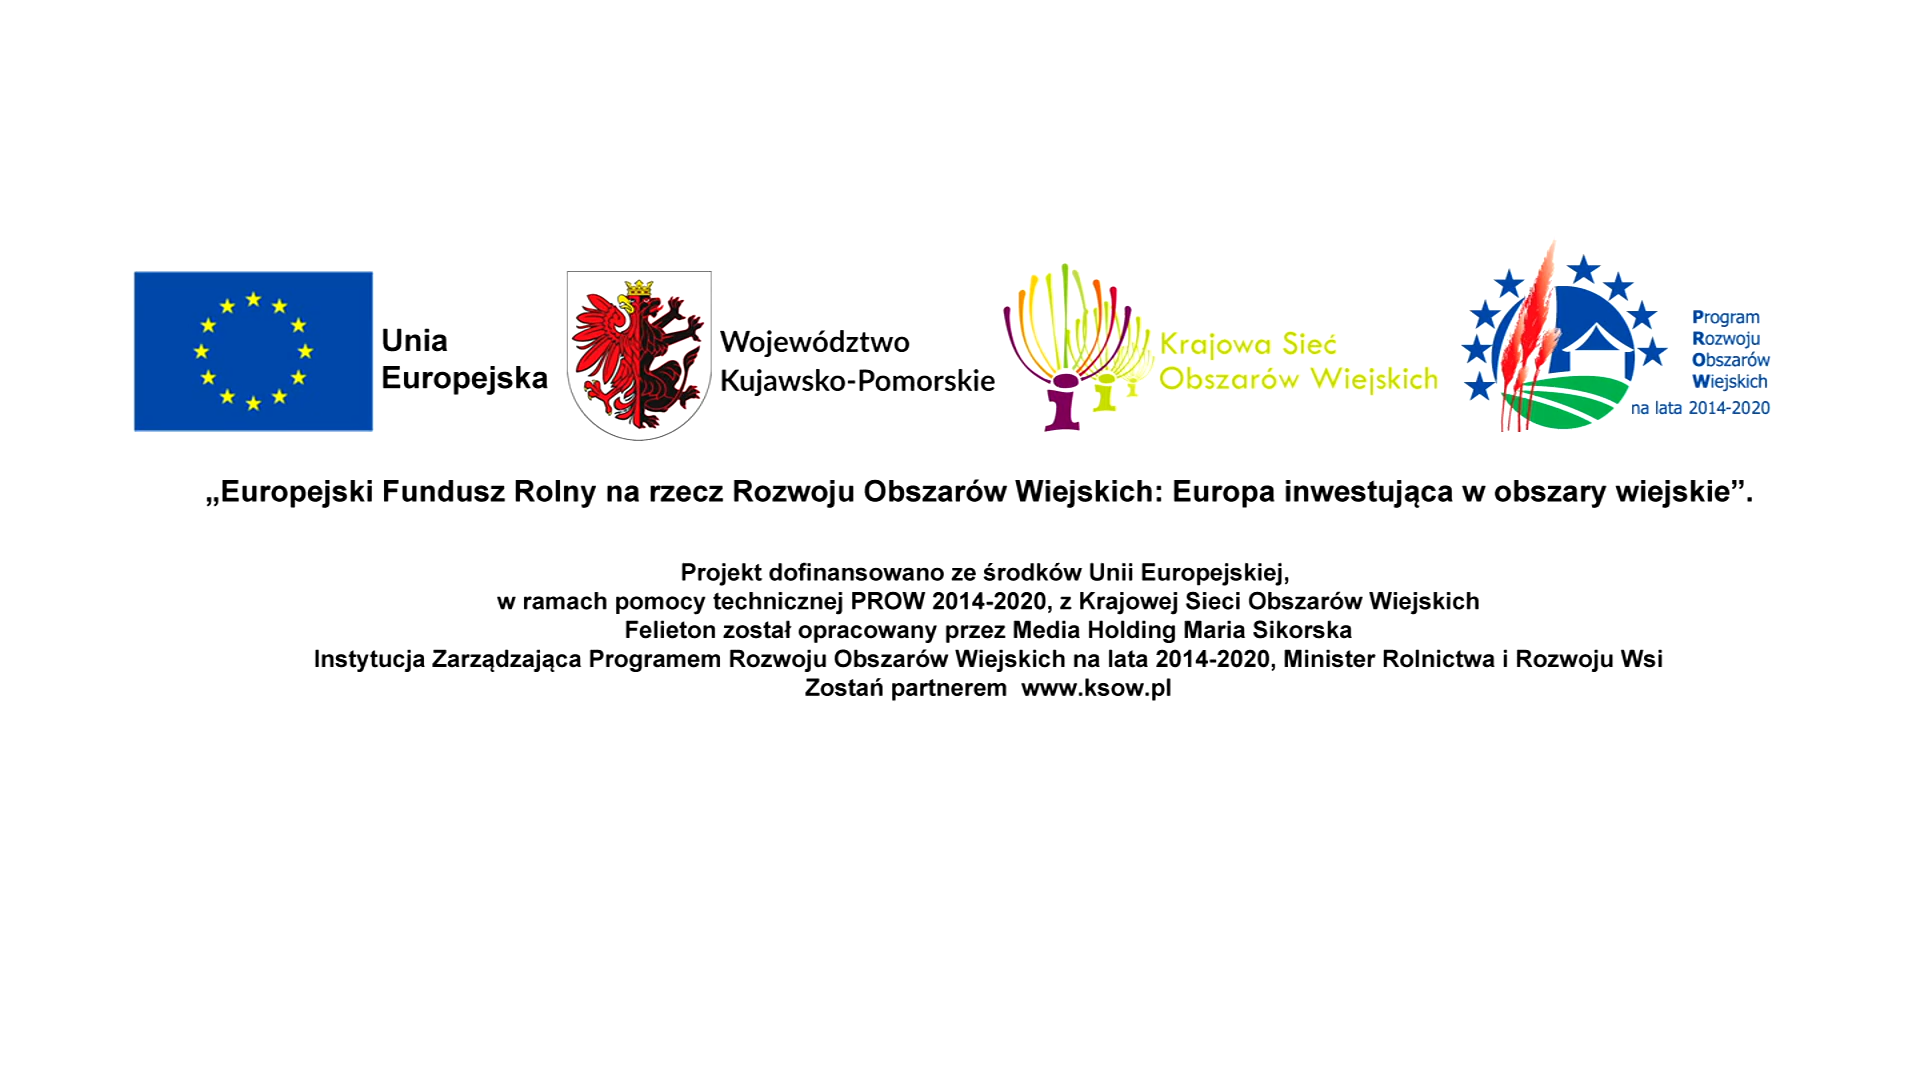 Unia
Europejska
Województwo
Kujawsko-Pomorskie
Krajowa Sieć
Obszarów Wiejskich
Program
Rozwoju
Obszarów
Wiejskich
na lata 2014-2020
„Europejski Fundusz Rolny na rzecz Rozwoju Obszarów Wiejskich: Europa inwestująca w obszary wiejskie”.
Projekt dofinansowano ze środków Unii Europejskiej,
w ramach pomocy technicznej PROW 2014-2020, z Krajowej Sieci Obszarów Wiejskich
Felieton został opracowany przez Media Holding Maria Sikorska
Instytucja Zarządzająca Programem Rozwoju Obszarów Wiejskich na lata 2014-2020, Minister Rolnictwa i Rozwoju Wsi
Zostań partnerem  www.ksow.pl